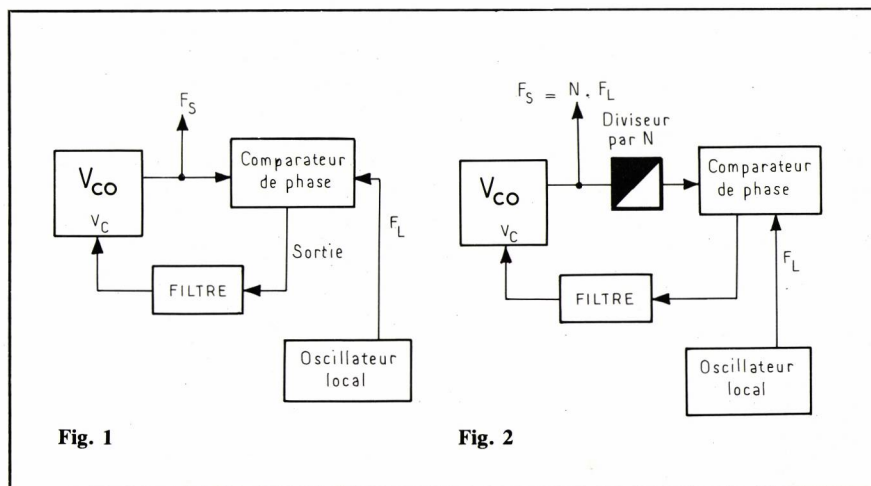 F_S
V_CO
V_C
Comparateur
de phase
Sortie
F_L
FILTRE
Oscillateur
local
Fig. 1
F_S = N . F_L
Diviseur
par N
V_CO
V_C
Comparateur
de phase
F_L
FILTRE
Oscillateur
local
Fig. 2